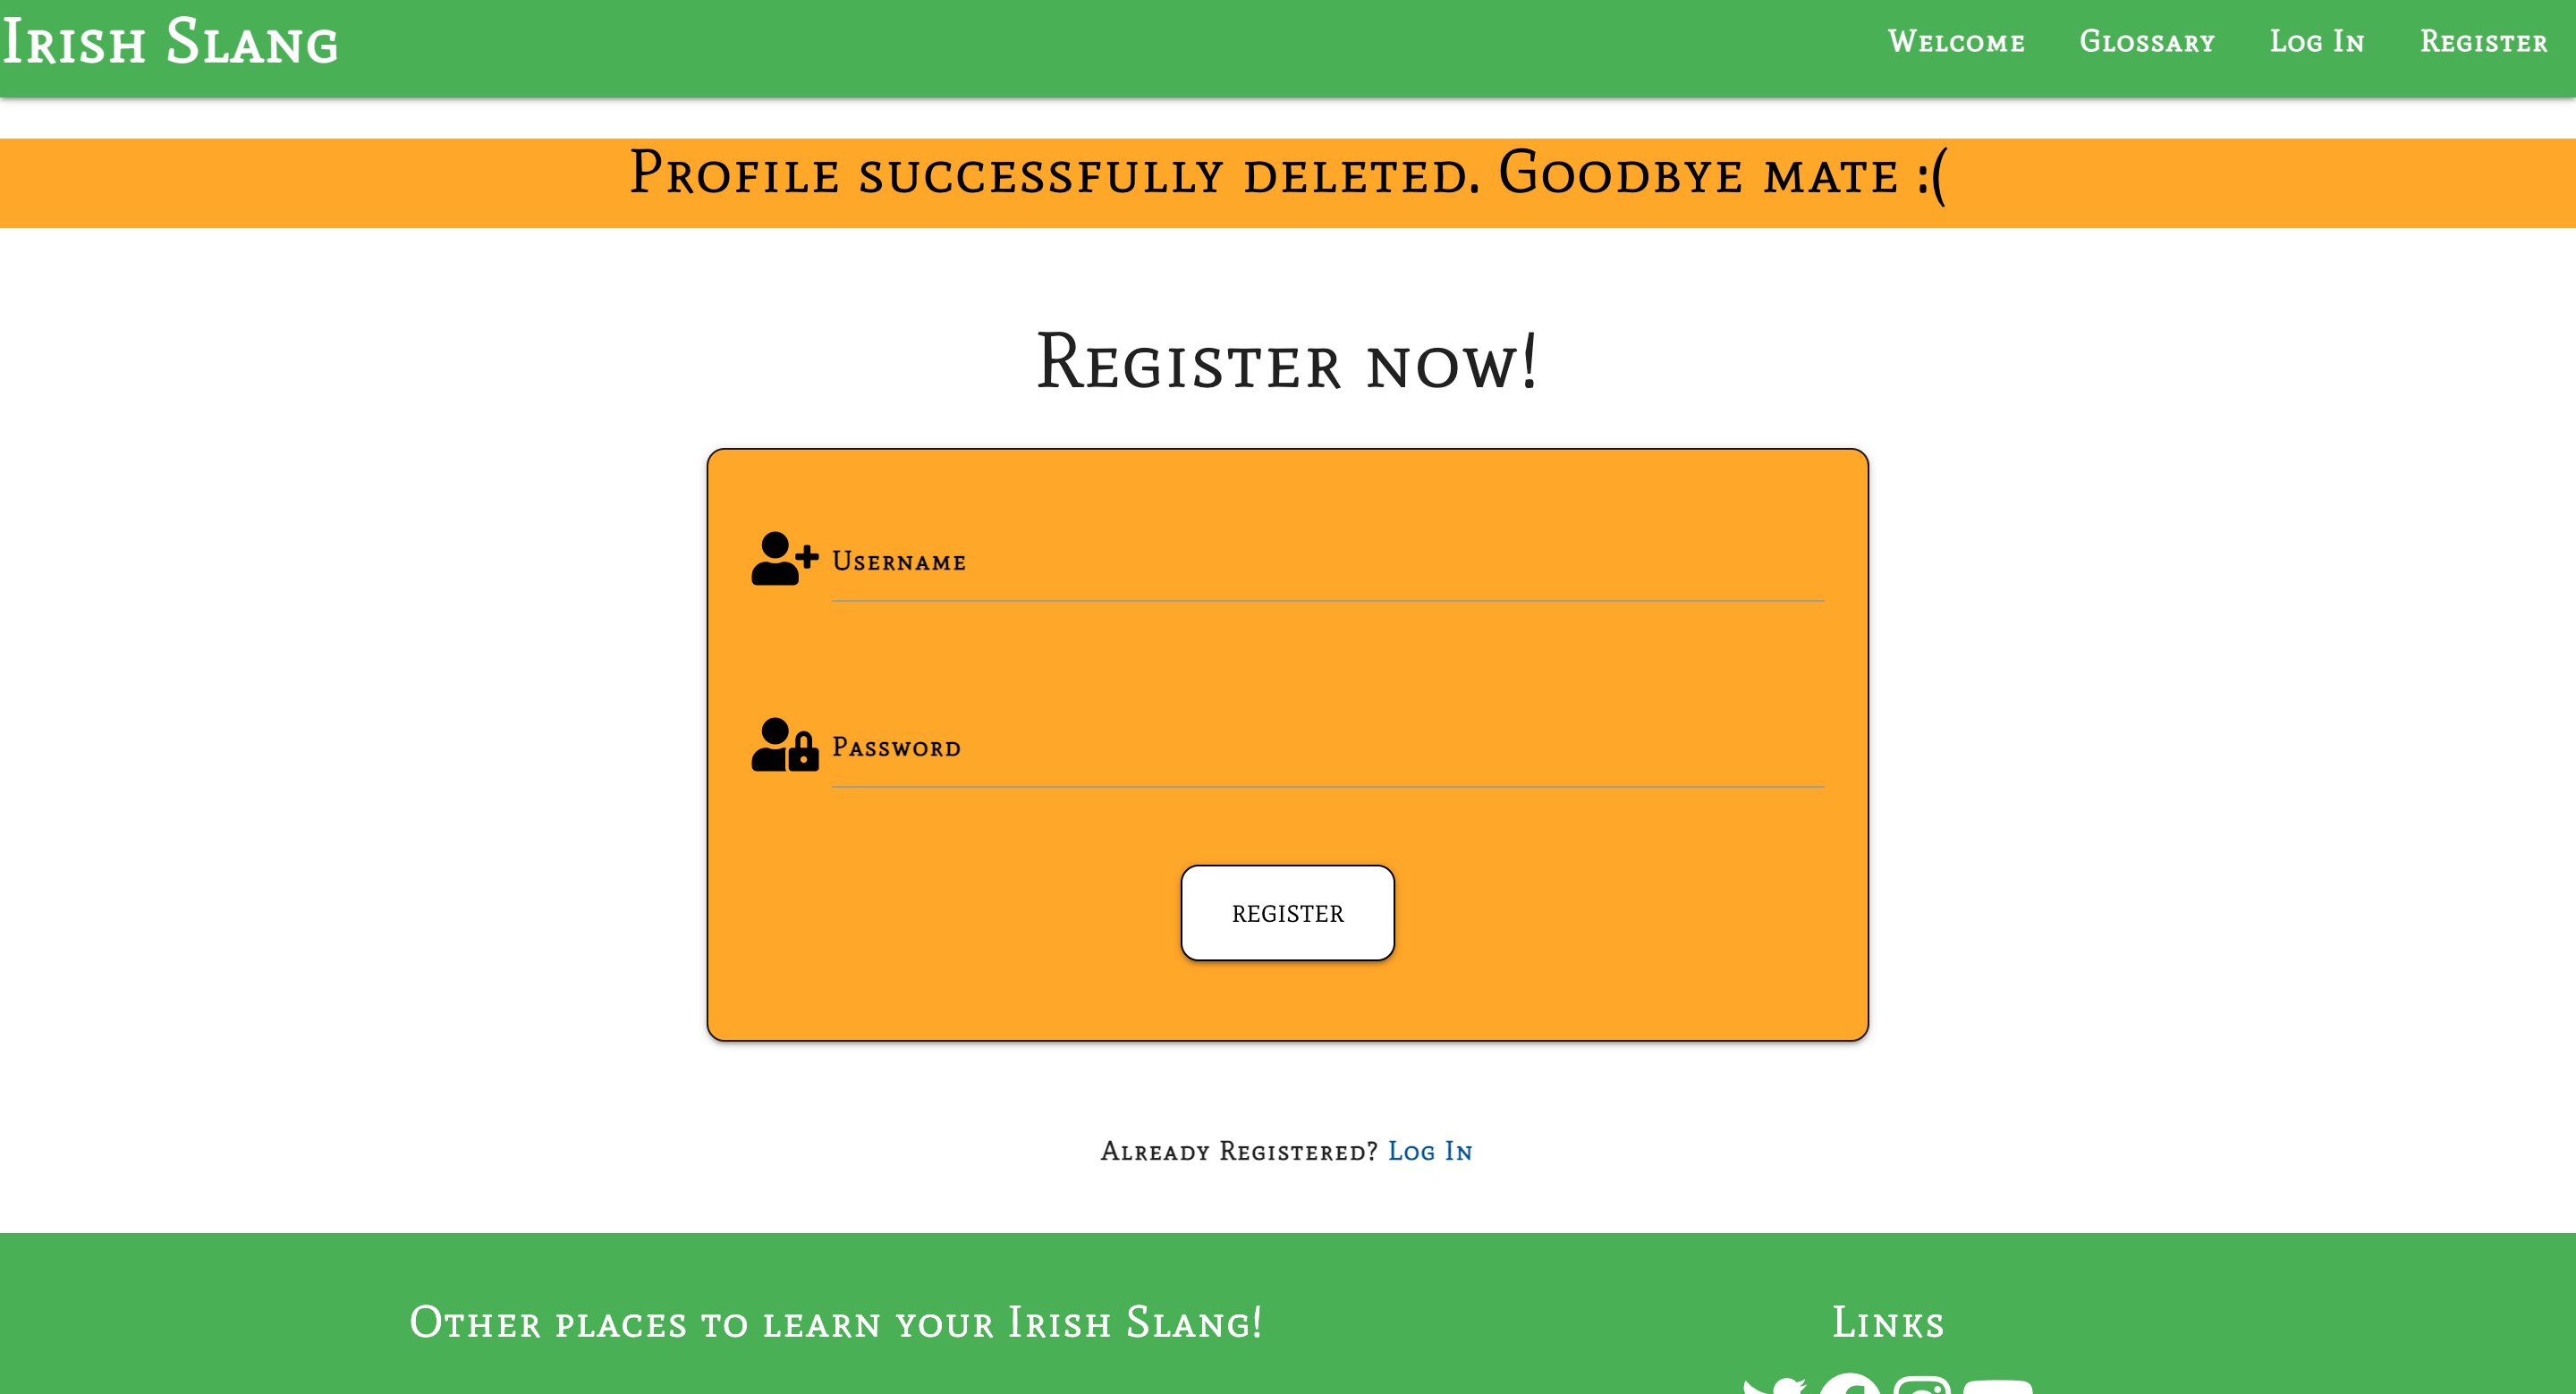 Irish Slang
Welcome Glossary Log In Register
Profile successfully deleted. Goodbye mate :(
Register now!
Username
Password
REGISTER
Already Registered? Log In
Other places to learn your Irish Slang!
Links